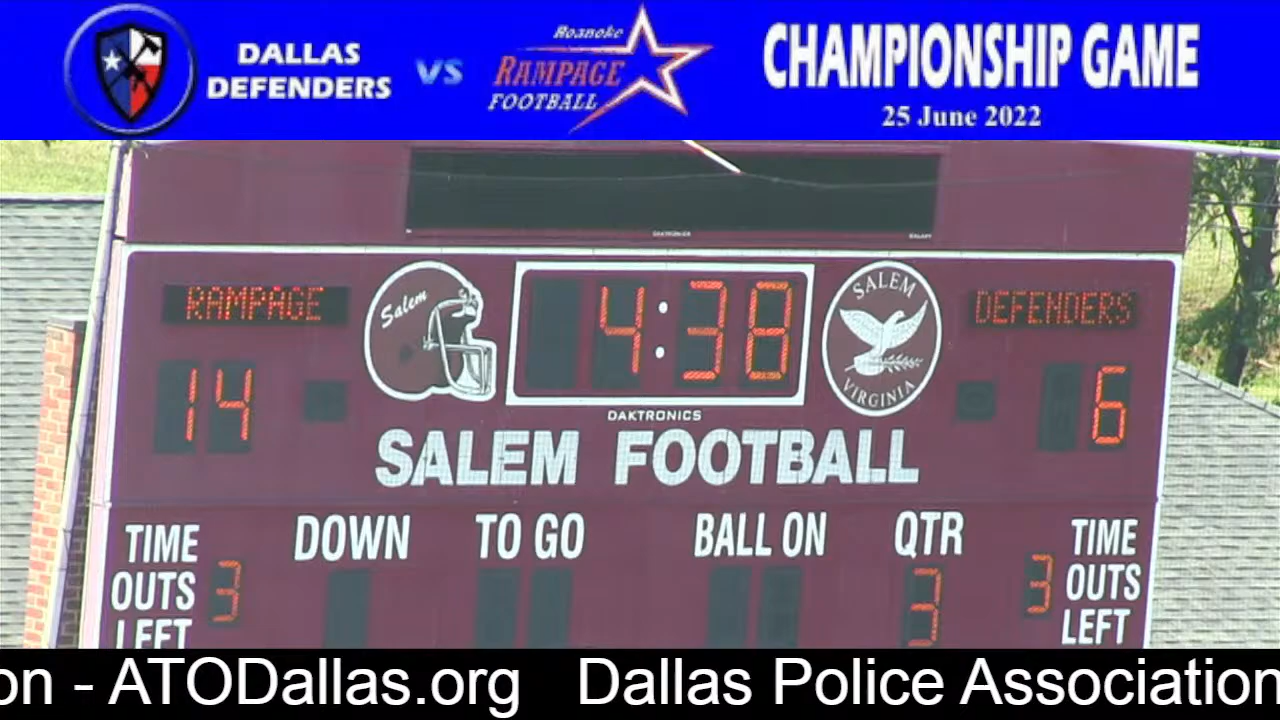 DALLAS
DEFENDERS
VS
Roanoke
RAMPAGE
FOOTBALL
CHAMPIONSHIP GAME
25 June 2022
DAKTRONICS
RAMPAGE
Salem
4:38
SALEM
VIRGINIA
DEFENDERS
14
6
DAKTRONICS
SALEM FOOTBALL
TIME
OUTS
LEFT
3
DOWN
TO GO
BALL ON
QTR
3
3
TIME
OUTS
LEFT
on - ATODallas.org Dallas Police Association